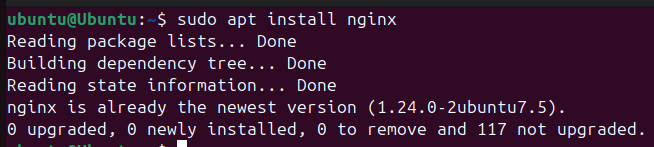 ubuntu@Ubuntu:~$ sudo apt install nginx
Reading package lists... Done
Building dependency tree... Done
Reading state information... Done
nginx is already the newest version (1.24.0-2ubuntu7.5).
0 upgraded, 0 newly installed, 0 to remove and 117 not upgraded.